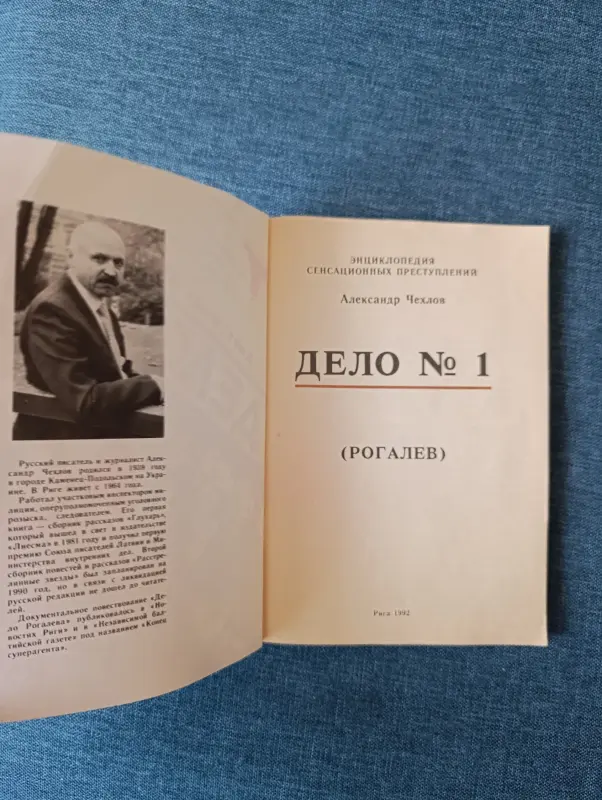 Русский писатель и журналист Алек-
сандр Чехлов родился в 1939 году
в городе Каменец-Подольском на Укра-
ине. В Риге живет с 1964 года.
Работал участковым инспектором ми-
лиции, оперуполномоченным уголовного
розыска, следователем. Его первая
книга — сборник рассказов «Глухарь»,
который вышел в свет в издательстве
«Лиесма» в 1981 году и получил первую
премию Союза писателей Латвии и Ми-
нистерства внутренних дел. Второй
сборник повестей и рассказов «Расстре-
лянные звезды» был запланирован на
1990 год, но в связи с ликвидацией
русской редакции не дошел до читате-
лей.
Документальное повествование «Де-
ло Рогалева» публиковалось в «Но-
востях Риги» и в «Независимой бал-
тийской газете» под названием «Конец
суперагента».
ЭНЦИКЛОПЕДИЯ
СЕНСАЦИОННЫХ ПРЕСТУПЛЕНИЙ
Александр Чехлов
ДЕЛО № 1
(РОГАЛЕВ)
Рига 1992